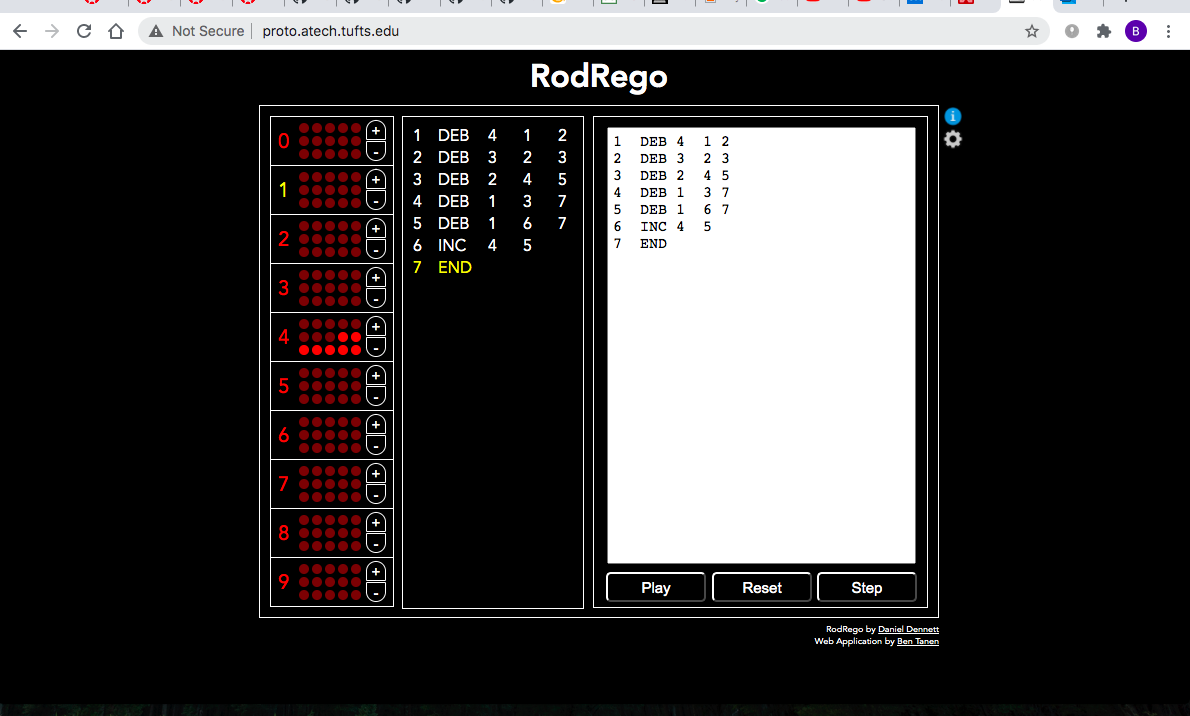 Not Secure proto.atech.tufts.edu
B
RodRego
i
0 + -
1 + -
2 + -
3 + -
4 + -
5 + -
6 + -
7 + -
8 + -
9 + -
1 DEB 4 1 2
2 DEB 3 2 3
3 DEB 2 4 5
4 DEB 1 3 7
5 DEB 1 6 7
6 INC 4 5
7 END
1 DEB 4 1 2
2 DEB 3 2 3
3 DEB 2 4 5
4 DEB 1 3 7
5 DEB 1 6 7
6 INC 4 5
7 END
Play Reset Step
RodRego by Daniel Dennett
Web Application by Ben Tanen